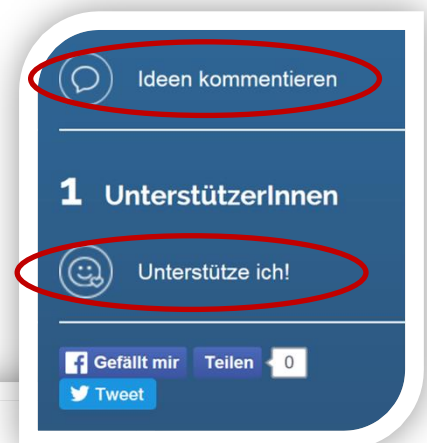 Ideen kommentieren
1 UnterstützerInnen
Unterstütze ich!
Gefällt mir Teilen 0
Tweet